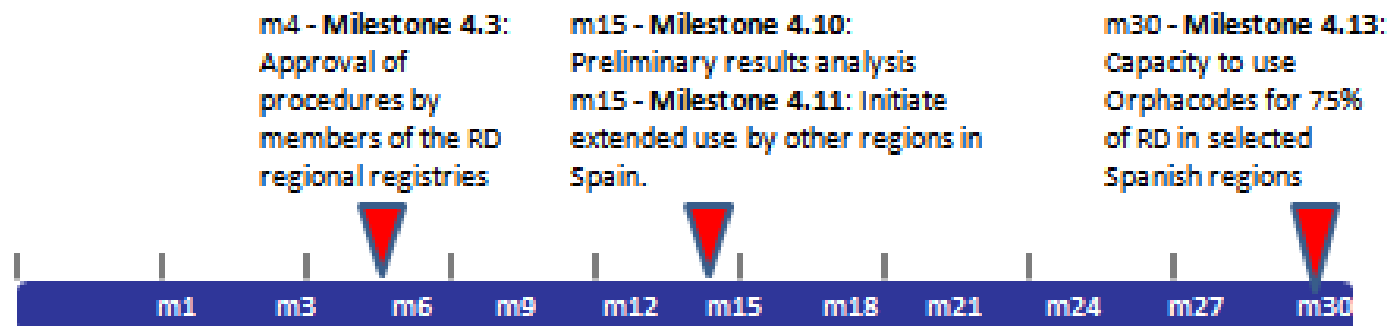 m4 - Milestone 4.3:
Approval of
procedures by
members of the RD
regional registries
m15 - Milestone 4.10:
Preliminary results analysis
m15 - Milestone 4.11: Initiate
extended use by other regions in
Spain.
m30 - Milestone 4.13:
Capacity to use
Orphacodes for 75%
of RD in selected
Spanish regions
m1 m3 m6 m9 m12 m15 m18 m21 m24 m27 m30